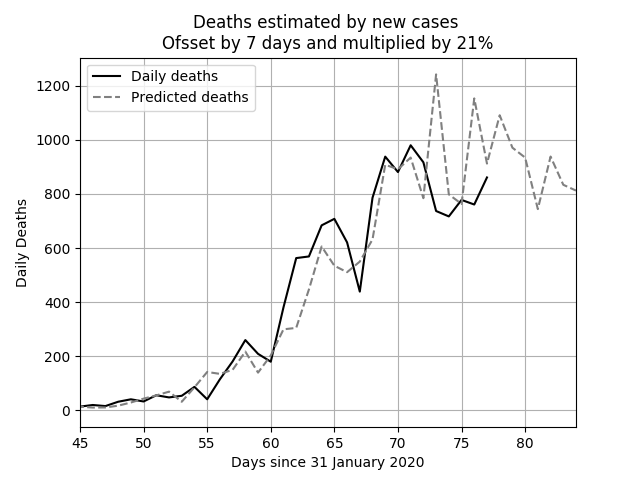 Deaths estimated by new cases
Ofsset by 7 days and multiplied by 21%
Daily deaths
Predicted deaths
1200
1000
800
600
400
200
0
Daily Deaths
45 50 55 60 65 70 75 80
Days since 31 January 2020